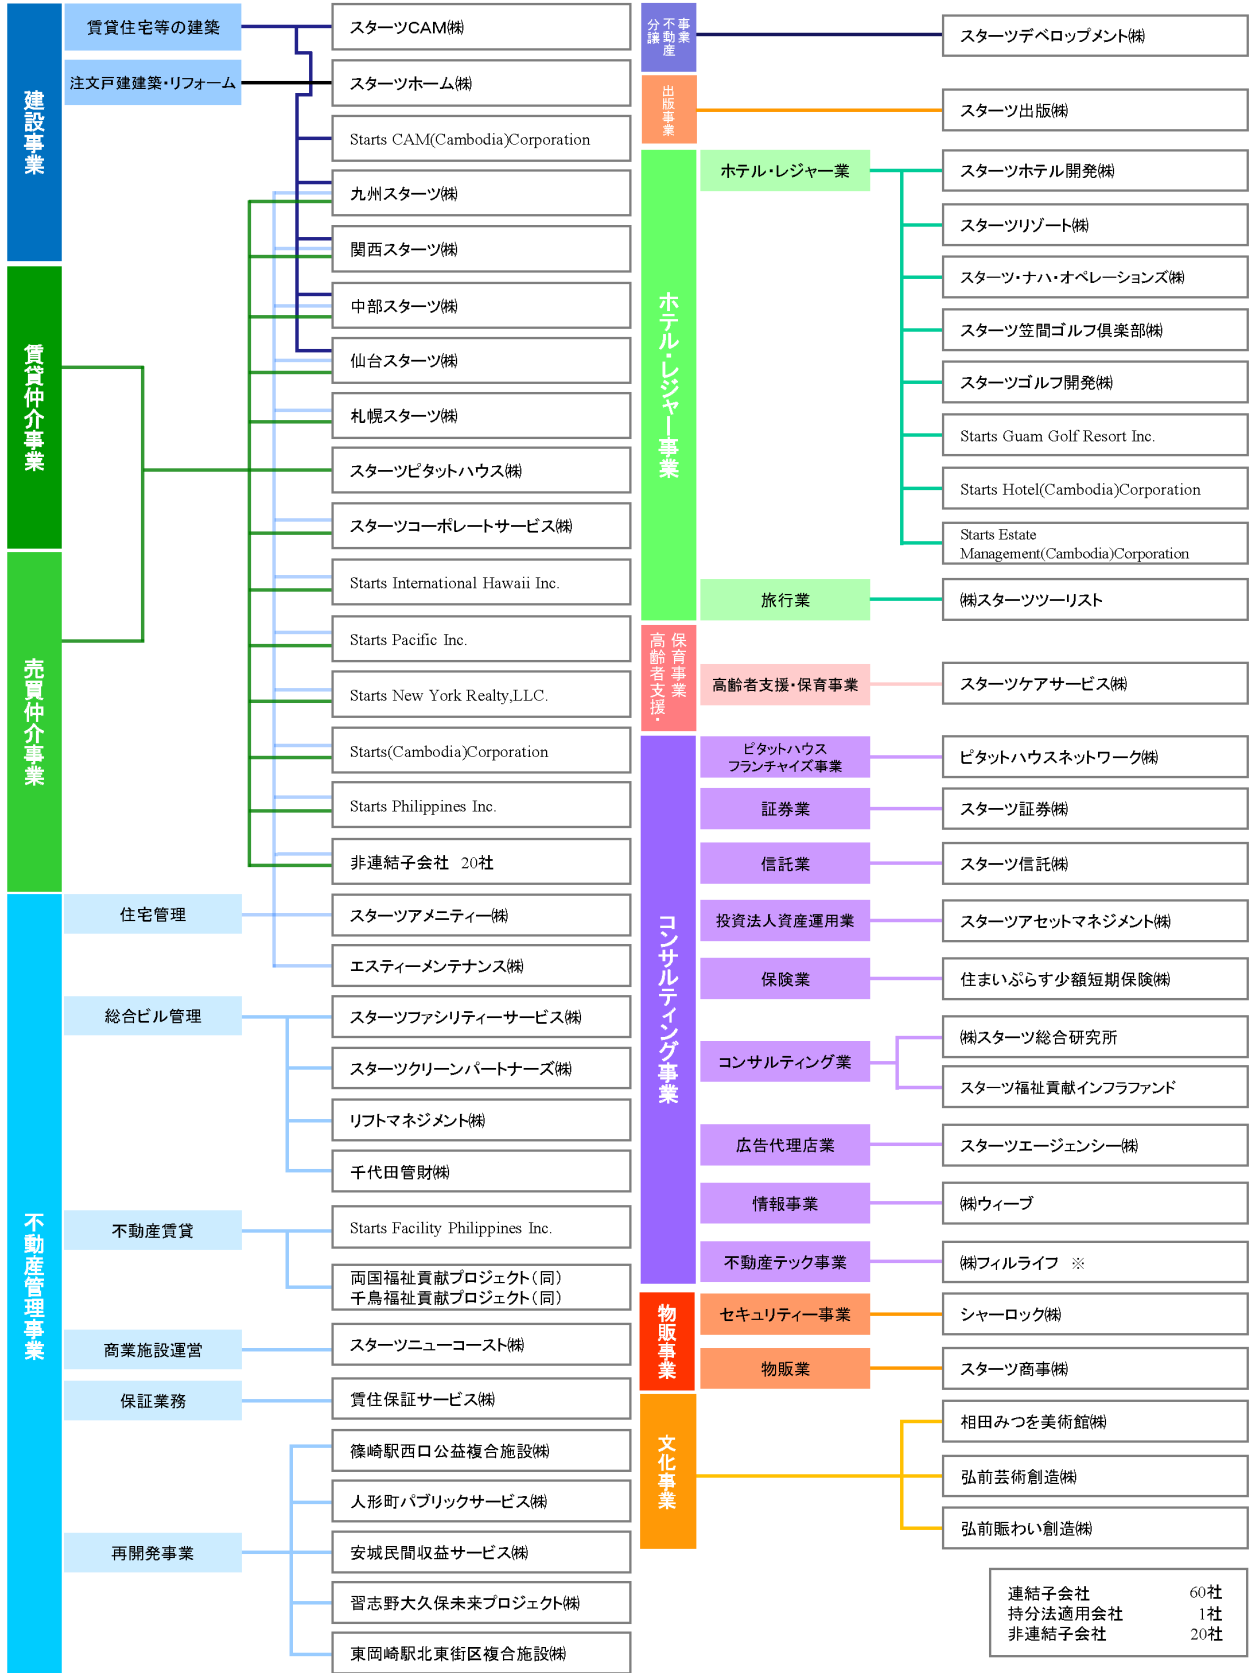 建設事業
賃貸住宅等の建築
スターツCAM㈱
注文戸建建築・リフォーム
スターツホーム㈱
Starts CAM(Cambodia)Corporation
九州スターツ㈱
関西スターツ㈱
中部スターツ㈱
仙台スターツ㈱
札幌スターツ㈱
賃貸仲介事業
売買仲介事業
スターツピタットハウス㈱
スターツコーポレートサービス㈱
Starts International Hawaii Inc.
Starts Pacific Inc.
Starts New York Realty,LLC.
Starts(Cambodia)Corporation
Starts Philippines Inc.
非連結子会社 20社
不動産管理事業
住宅管理
スターツアメニティー㈱
エスティーメンテナンス㈱
総合ビル管理
スターツファシリティーサービス㈱
スターツクリーンパートナーズ㈱
リフトマネジメント㈱
千代田管財㈱
不動産賃貸
Starts Facility Philippines Inc.
両国福祉貢献プロジェクト（同）
千鳥福祉貢献プロジェクト（同）
商業施設運営
スターツニューコースト㈱
保証業務
賃住保証サービス㈱
再開発事業
篠崎駅西口公益複合施設㈱
人形町パブリックサービス㈱
安城民間収益サービス㈱
習志野大久保未来プロジェクト㈱
東岡崎駅北東街区複合施設㈱
分譲
不動産
事業
スターツデベロップメント㈱
出版事業
スターツ出版㈱
ホテル・レジャー事業
ホテル・レジャー業
スターツホテル開発㈱
スターツリゾート㈱
スターツ・ナハ・オペレーションズ㈱
スターツ笠間ゴルフ倶楽部㈱
スターツゴルフ開発㈱
Starts Guam Golf Resort Inc.
Starts Hotel(Cambodia)Corporation
Starts Estate
Management(Cambodia)Corporation
旅行業
㈱スターツツーリスト
高齢者支援・
保育事業
高齢者支援・保育事業
スターツケアサービス㈱
コンサルティング事業
ピタットハウス
フランチャイズ事業
ピタットハウスネットワーク㈱
証券業
スターツ証券㈱
信託業
スターツ信託㈱
投資法人資産運用業
スターツアセットマネジメント㈱
保険業
住まいぷらす少額短期保険㈱
コンサルティング業
㈱スターツ総合研究所
スターツ福祉貢献インフラファンド
広告代理店業
スターツエージェンシー㈱
情報事業
㈱ウィーブ
不動産テック事業
㈱フィルライフ ※
物販事業
セキュリティー事業
シャーロック㈱
物販業
スターツ商事㈱
文化事業
相田みつを美術館㈱
弘前芸術創造㈱
弘前賑わい創造㈱
連結子会社 60社
持分法適用会社 1社
非連結子会社 20社